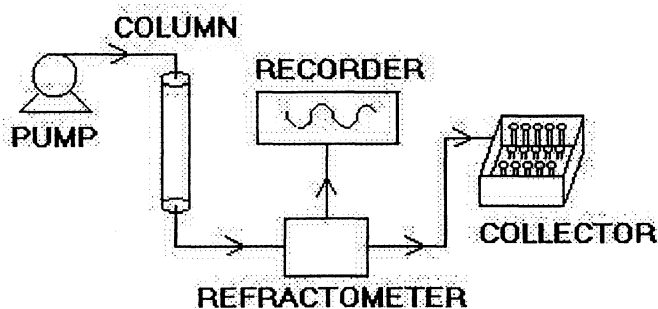 COLUMN
RECORDER
PUMP
COLLECTOR
REFRACTOMETER